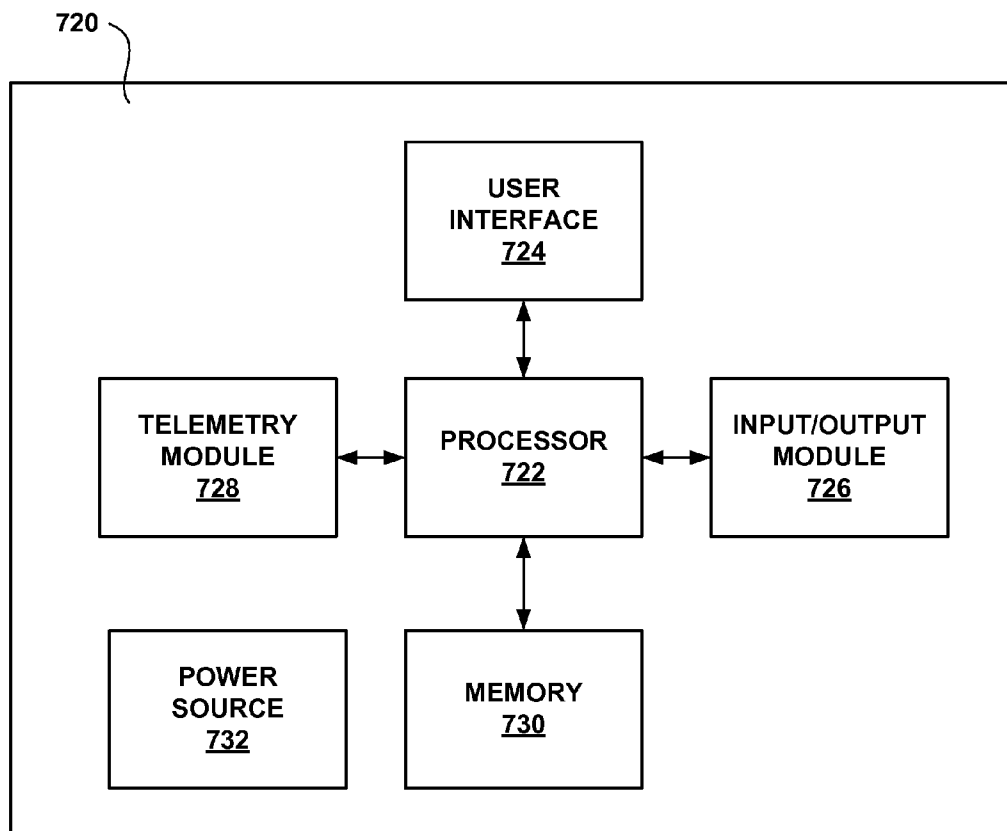 720
USER
INTERFACE
724
TELEMETRY
MODULE
728
PROCESSOR
722
INPUT/OUTPUT
MODULE
726
POWER
SOURCE
732
MEMORY
730